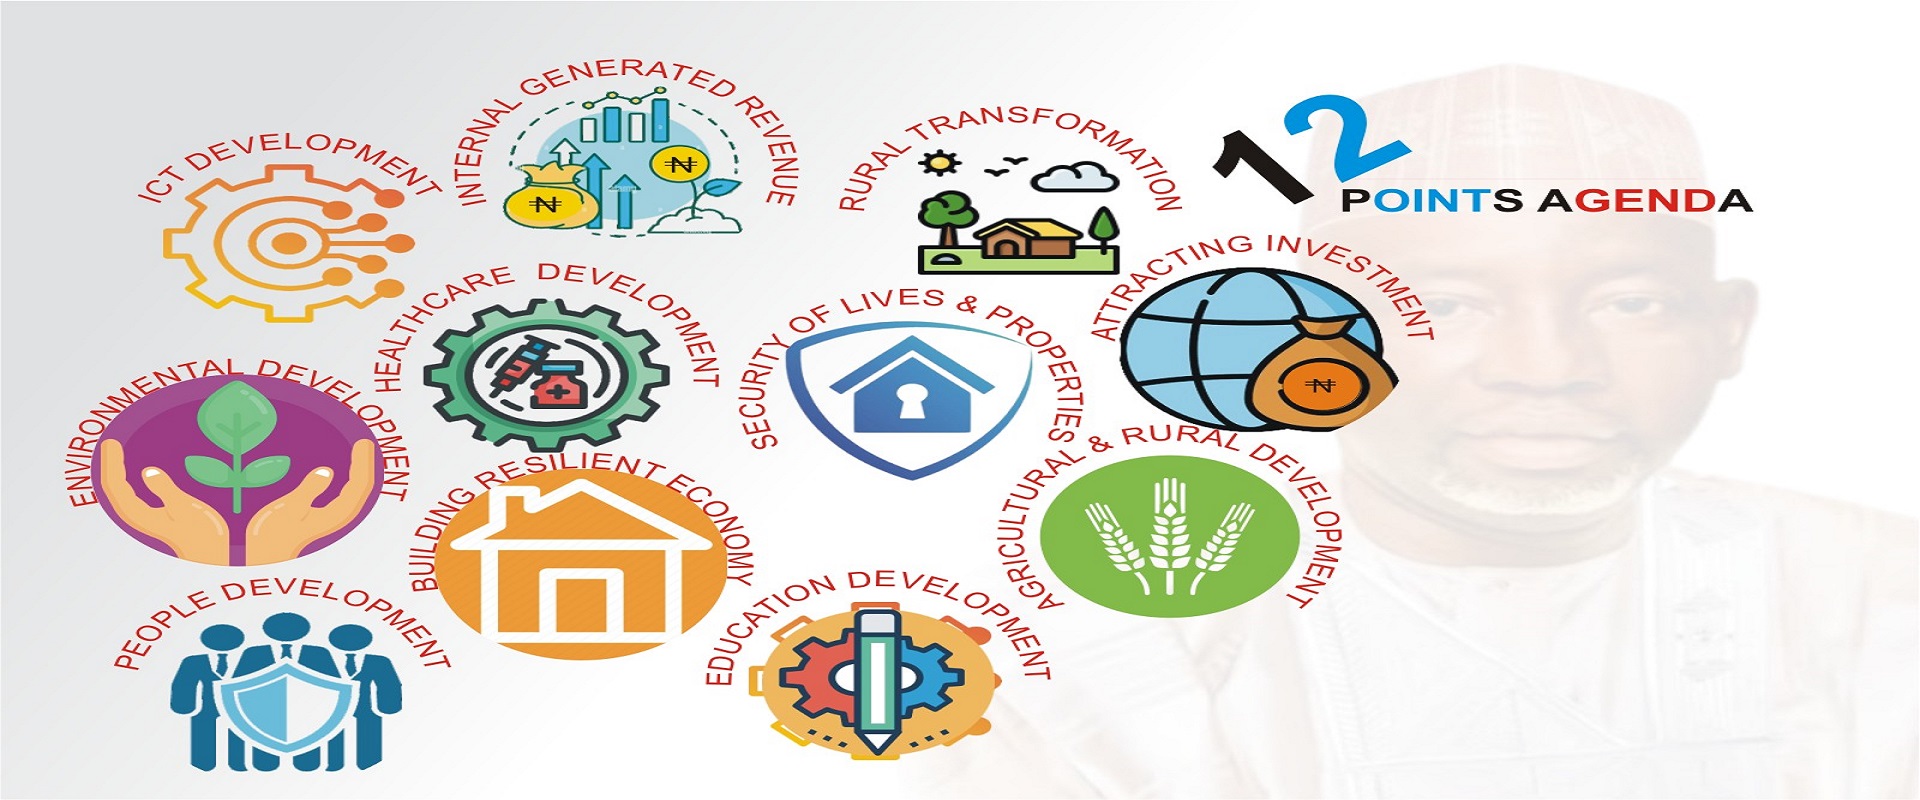 ICT DEVELOPMENT
INTERNAL GENERATED REVENUE
₦
₦
RURAL TRANSFORMATION
12
POINTS AGENDA
HEALTHCARE DEVELOPMENT
SECURITY OF LIVES & PROPERTIES
ATTRACTING INVESTMENT
₦
ENVIRONMENTAL DEVELOPMENT
BUILDING RESILIENT ECONOMY
AGRICULTURAL & RURAL DEVELOPMENT
PEOPLE DEVELOPMENT
EDUCATION DEVELOPMENT